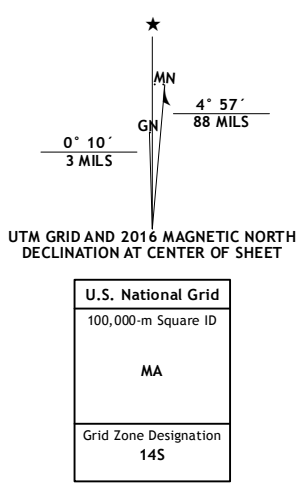 ★
MN
GN
4° 57´
88 MILS
0° 10´
3 MILS
UTM GRID AND 2016 MAGNETIC NORTH
DECLINATION AT CENTER OF SHEET
U.S. National Grid
100,000-m Square ID
MA
Grid Zone Designation
14S